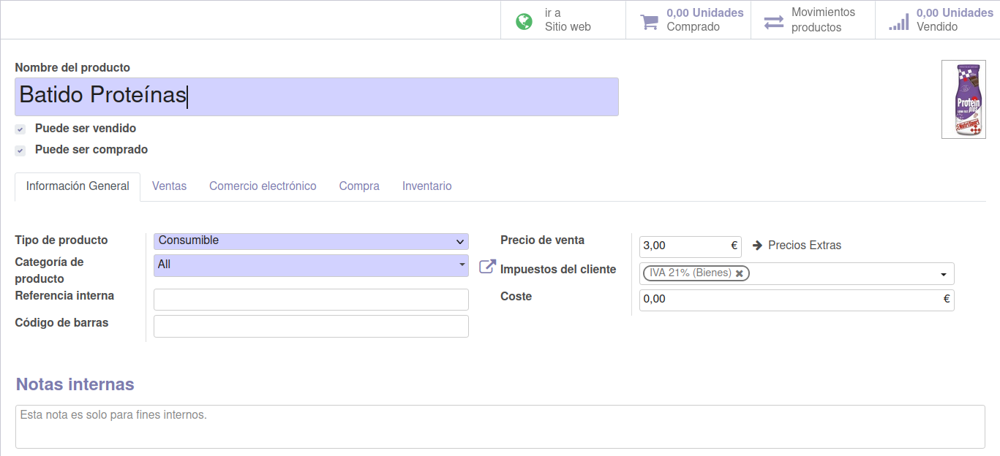 ir a
Sitio web
0,00 Unidades
Comprado
Movimientos
productos
0,00 Unidades
Vendido
Nombre del producto
Batido Proteínas
Protein
NutriSport
Puede ser vendido
Puede ser comprado
Información General
Ventas
Comercio electrónico
Compra
Inventario
Tipo de producto
Consumible
Categoría de
producto
All
Referencia interna
Código de barras
Precio de venta
3,00 €
Precios Extras
Impuestos del cliente
IVA 21% (Bienes)
Coste
0,00 €
Notas internas
Esta nota es solo para fines internos.